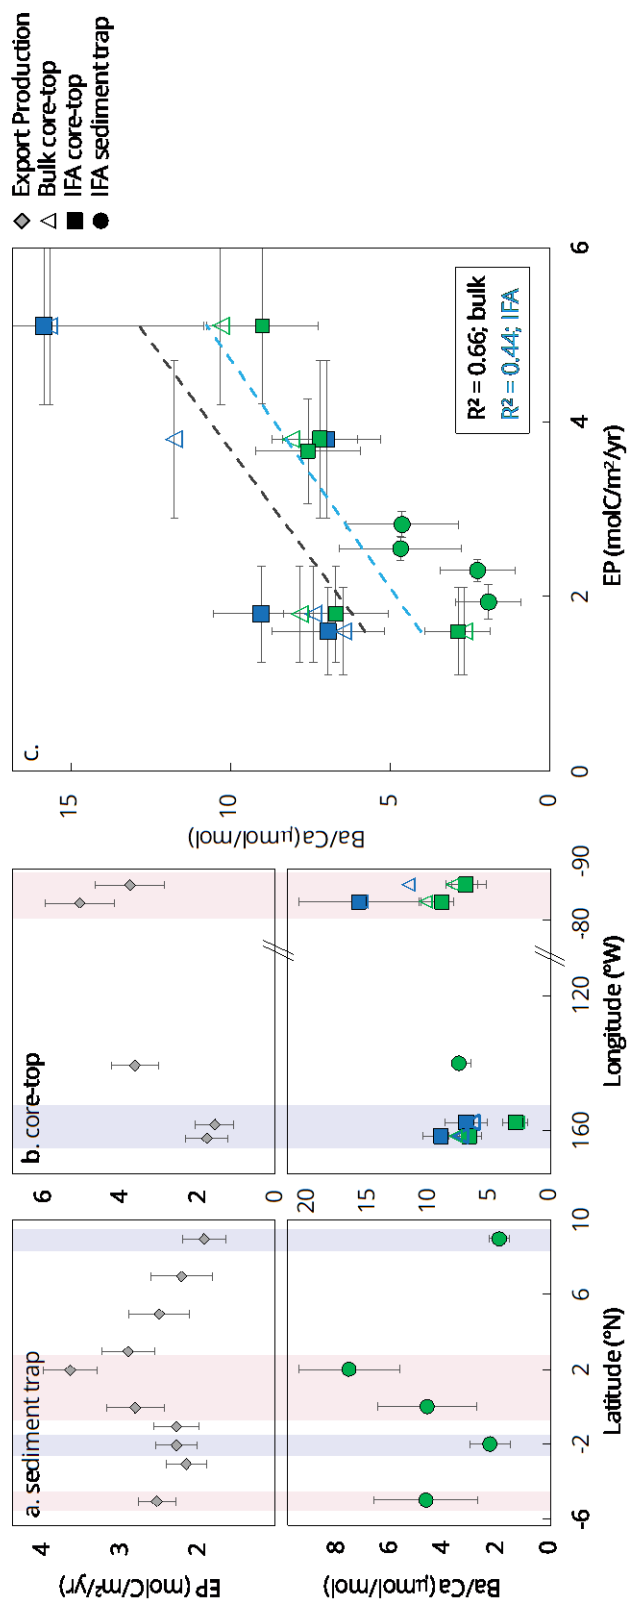 a. sediment trap
EP (molC/m²/yr)
4
3
2
Ba/Ca (μmol/mol)
8
6
4
2
0
-6
-2
2
6
10
Latitude (°N)
b. core-top
6
4
2
0
20
15
10
5
0
160
120
-80
-90
Longitude (°W)
c.
Ba/Ca (μmol/mol)
15
10
5
0
0
2
4
6
EP (molC/m²/yr)
R² = 0.66; bulk
R² = 0.44; IFA
Export Production
Bulk core-top
IFA core-top
IFA sediment trap